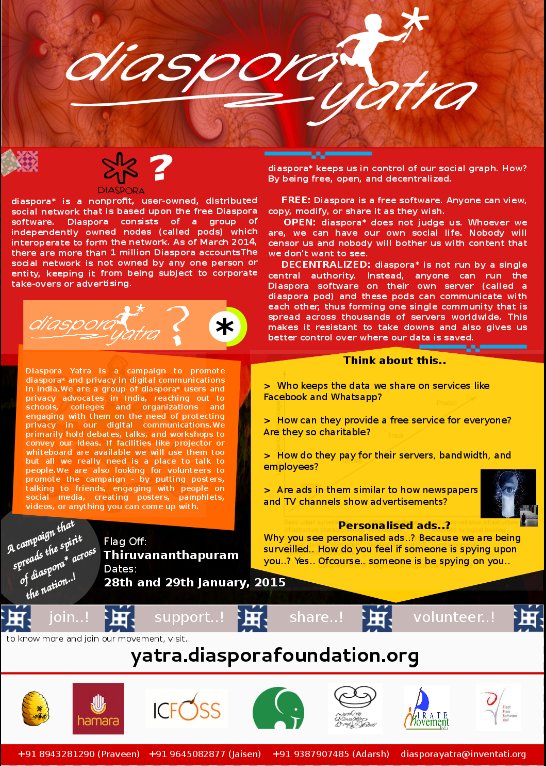 diaspora
yatra
?
DIASPORA
diaspora* is a nonprofit, user-owned, distributed
social network that is based upon the free Diaspora
software. Diaspora consists of a group of
independently owned nodes (called pods) which
interoperate to form the network. As of March 2014,
there are more than 1 million Diaspora accountsThe
social network is not owned by any one person or
entity, keeping it from being subject to corporate
take-overs or advertising.
diaspora* keeps us in control of our social graph. How?
By being free, open, and decentralized.
FREE: Diaspora is a free software. Anyone can view,
copy, modify, or share it as they wish.
OPEN: diaspora* does not judge us. Whoever we
are, we can have our own social life. Nobody will
censor us and nobody will bother us with content that
we don't want to see.
DECENTRALIZED: diaspora* is not run by a single
central authority. Instead, anyone can run the
Diaspora software on their own server (called a
diaspora pod) and these pods can communicate with
each other; thus forming one single community that is
spread across thousands of servers worldwide. This
makes it resistant to take downs and also gives us
better control over where our data is saved.
diaspora
yatra
?
*
Diaspora Yatra is a campaign to promote
diaspora* and privacy in digital communications
in India.We are a group of diaspora* users and
privacy advocates in India, reaching out to
schools, colleges and organizations and
engaging with them on the need of protecting
privacy in our digital communications.We
primarily hold debates, talks, and workshops to
convey our ideas. If facilities like projector or
whiteboard are available we will use them too
but all we really need is a place to talk to
people.We are also looking for volunteers to
promote the campaign - by putting posters,
talking to friends, engaging with people on
social media, creating posters, pamphlets,
videos, or anything you can come up with.
Think about this..
> Who keeps the data we share on services like
Facebook and Whatsapp?
> How can they provide a free service for everyone?
Are they so charitable?
> How do they pay for their servers, bandwidth, and
employees?
> Are ads in them similar to how newspapers
and TV channels show advertisements?
Personalised ads..?
Why you see personalised ads..? Because we are being
surveilled.. How do you feel if someone is spying upon
you..? Yes.. Ofcourse.. someone is be spying on you..
A campaign that
spreads the spirit
of diaspora* across
the nation..!
Flag Off:
Thiruvananthapuram
Dates:
28th and 29th January, 2015
join..!
support..!
share..!
volunteer..!
to know more and join our movement, visit,
yatra.diasporafoundation.org
hamara
ICFOSS
PIRATE
Movement
+91 8943281290 (Praveen) +91 9645082877 (Jaisen) +91 9387907485 (Adarsh) diasporayatra@inventati.org